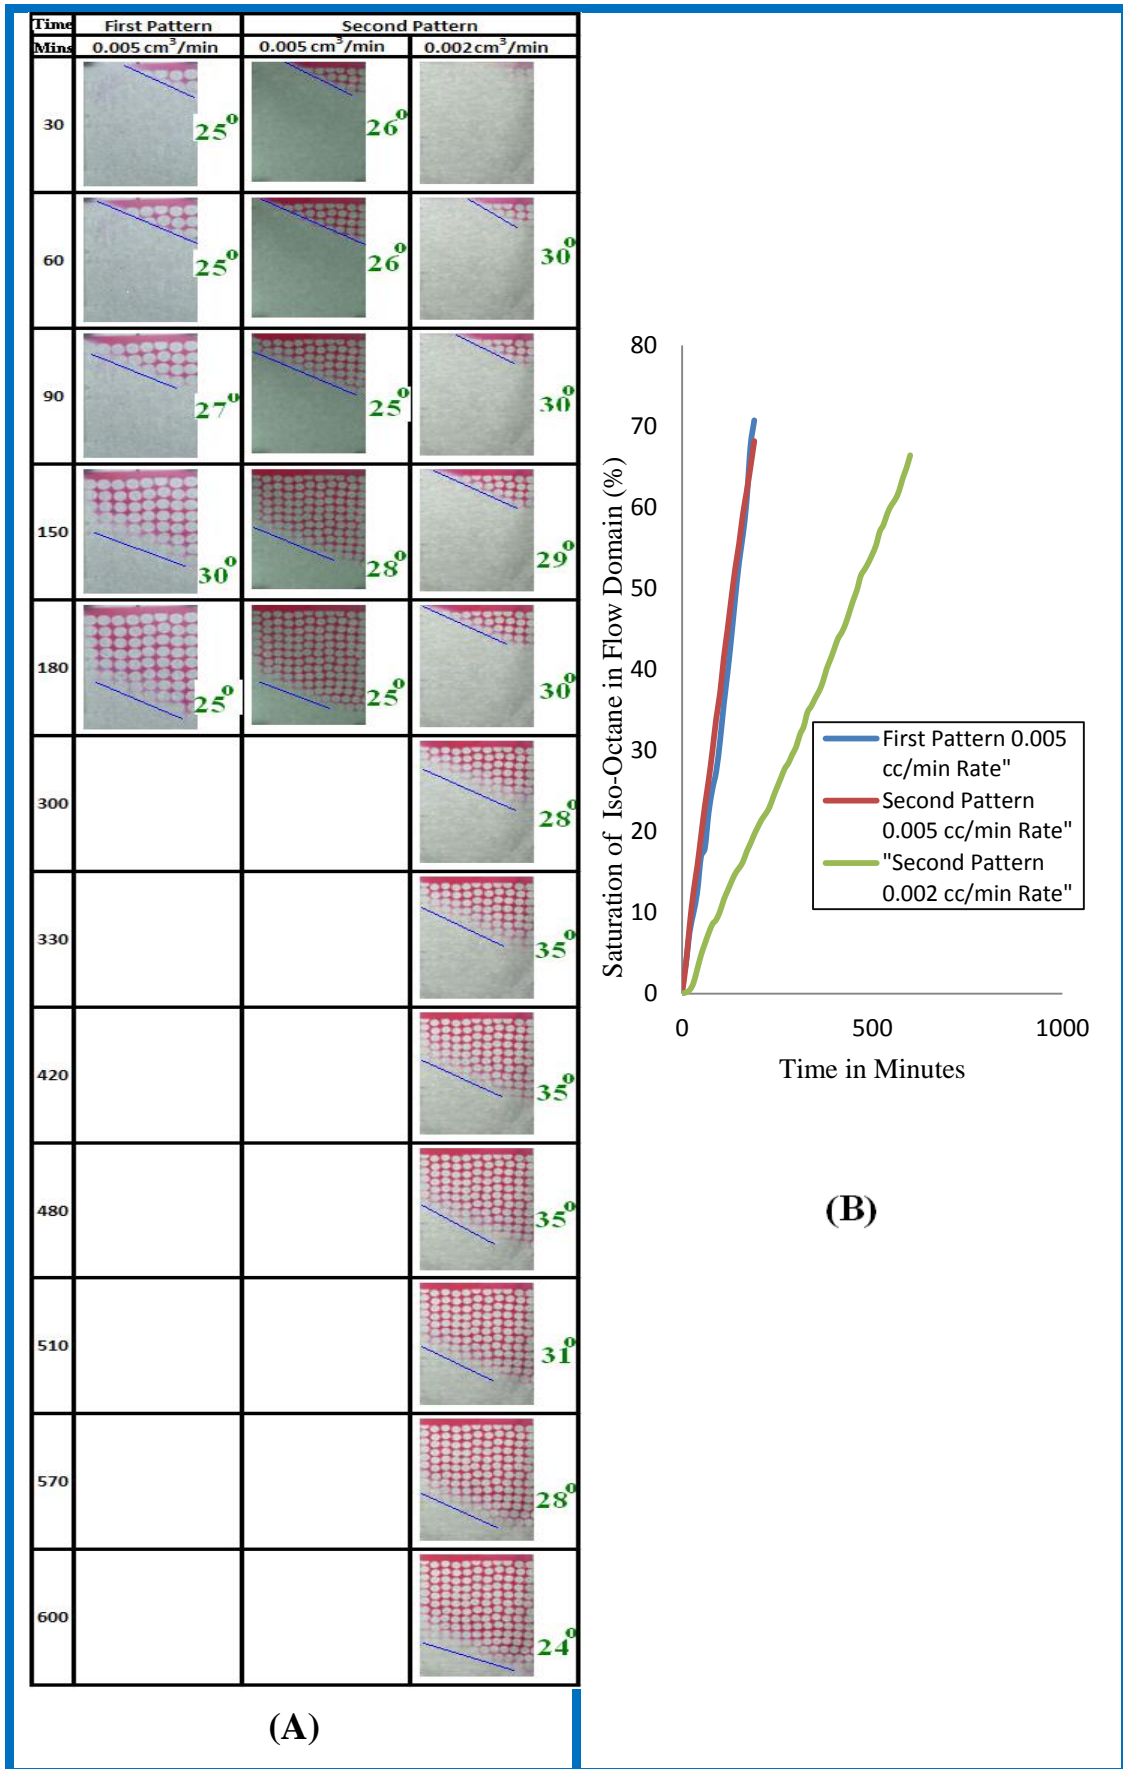 Time First Pattern Second Pattern
Mins 0.005 cm³/min 0.005 cm³/min 0.002 cm³/min
30 25⁰ 26⁰
60 25⁰ 26⁰ 30⁰
90 27⁰ 25⁰ 30⁰
150 30⁰ 28⁰ 29⁰
180 25⁰ 25⁰ 30⁰
300 28⁰
330 35⁰
420 35⁰
480 35⁰
510 31⁰
570 28⁰
600 24⁰
(A)
Saturation of Iso-Octane in Flow Domain (%)
80
70
60
50
40
30
20
10
0
0 500 1000
Time in Minutes
First Pattern 0.005
cc/min Rate"
Second Pattern
0.005 cc/min Rate"
"Second Pattern
0.002 cc/min Rate"
(B)